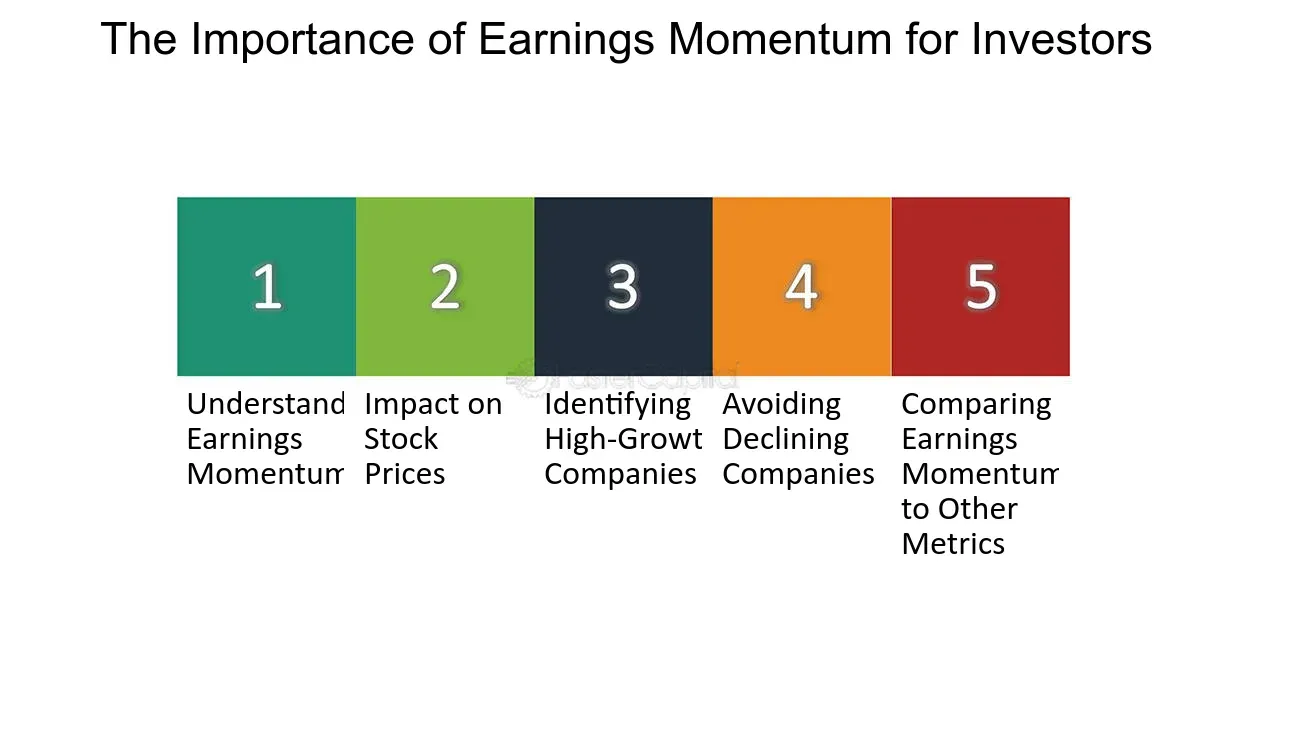 The Importance of Earnings Momentum for Investors
1
2
3
4
5
Understand
Earnings
Momentum
Impact on
Stock
Prices
Identifying
High-Growt
Companies
Avoiding
Declining
Companies
Comparing
Earnings
Momentum
to Other
Metrics
FasterCapital